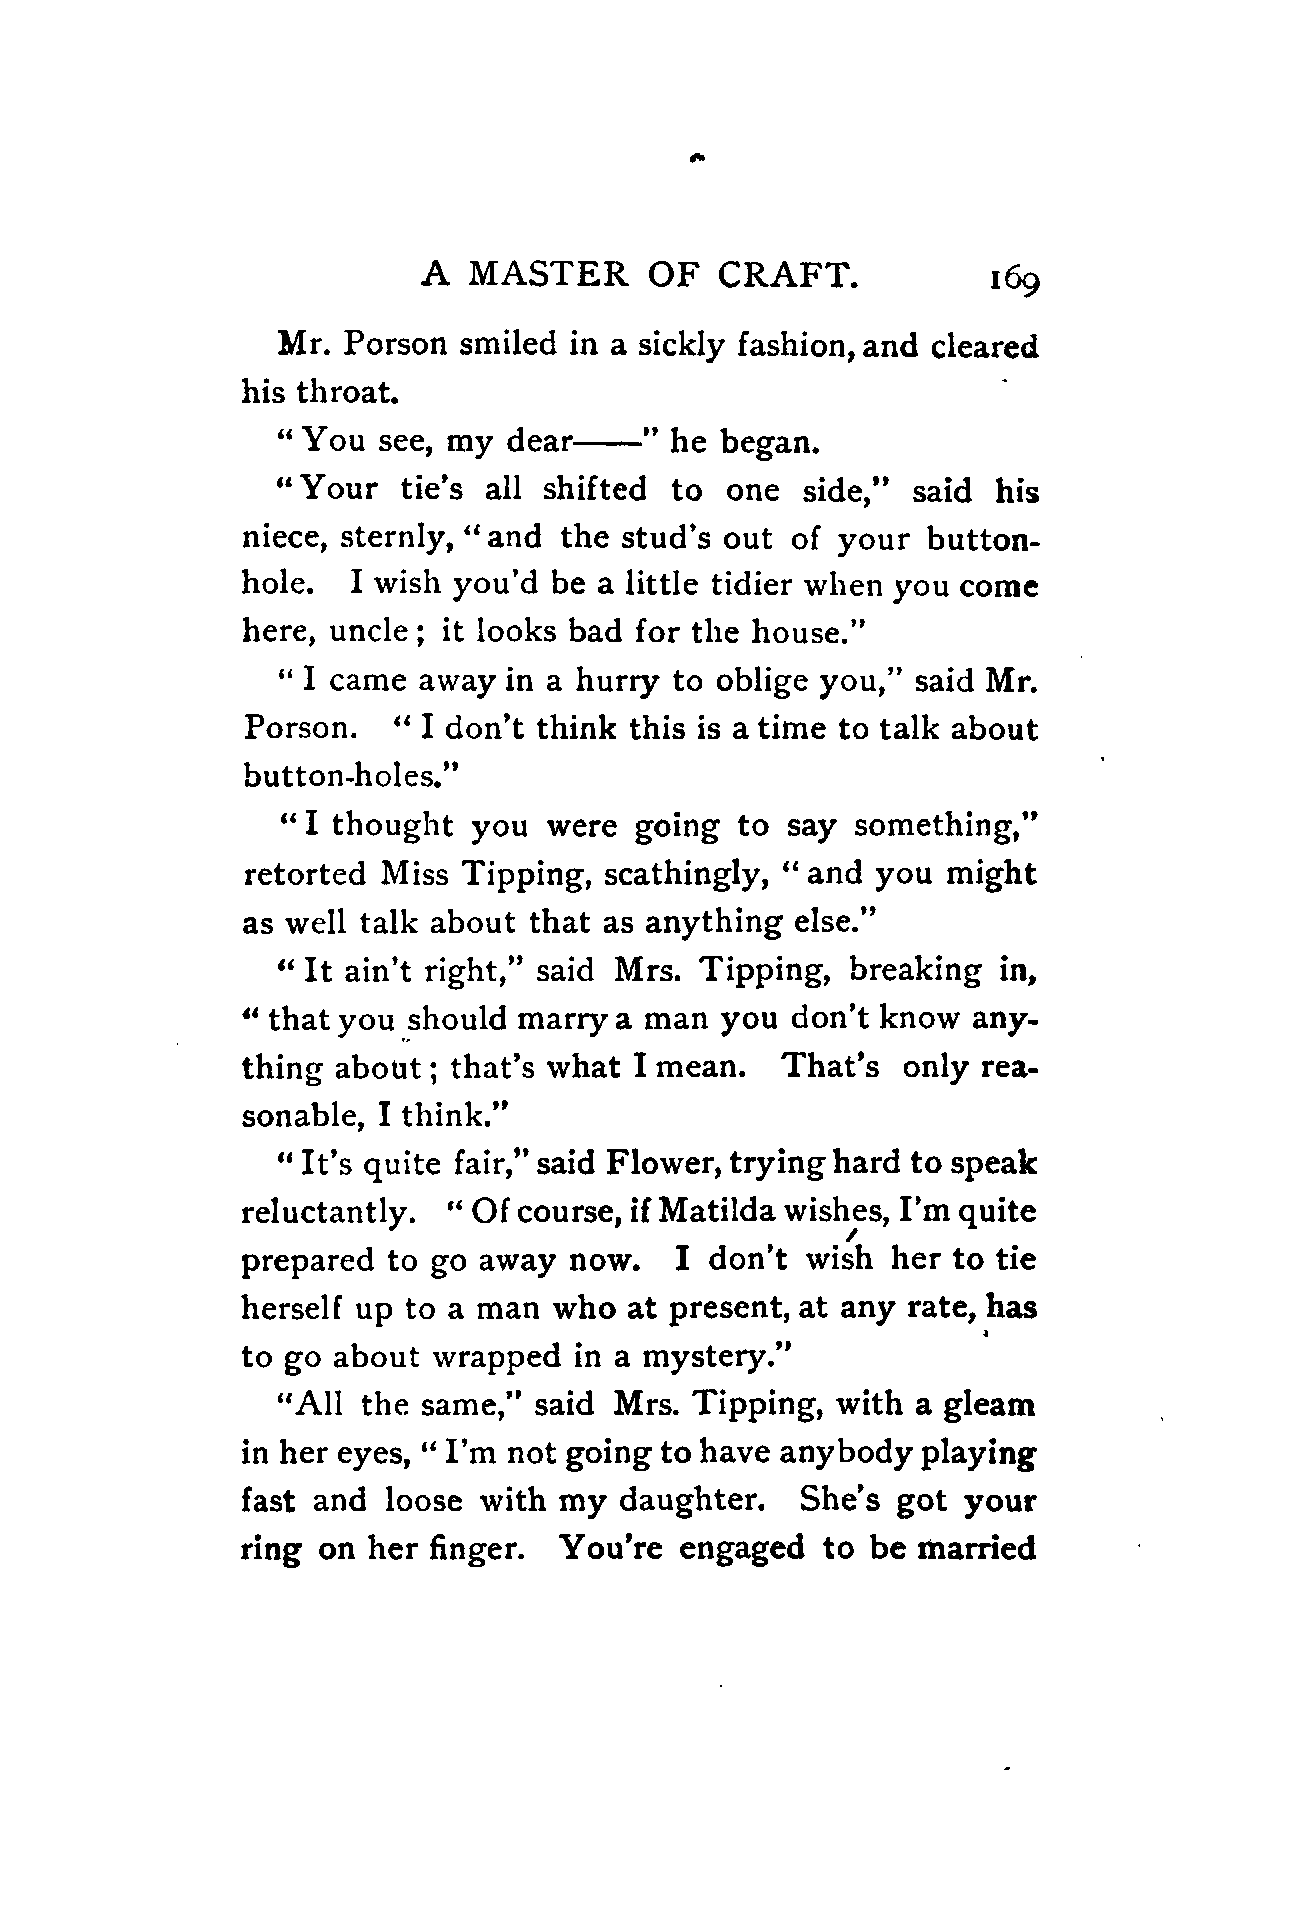 A MASTER OF CRAFT. 169
Mr. Porson smiled in a sickly fashion, and cleared
his throat.
"You see, my dear——" he began.
"Your tie's all shifted to one side," said his
niece, sternly, "and the stud's out of your button-
hole. I wish you'd be a little tidier when you come
here, uncle; it looks bad for the house."
"I came away in a hurry to oblige you," said Mr.
Porson. "I don't think this is a time to talk about
button-holes."
"I thought you were going to say something,"
retorted Miss Tipping, scathingly, "and you might
as well talk about that as anything else."
"It ain't right," said Mrs. Tipping, breaking in,
"that you should marry a man you don't know any-
thing about; that's what I mean. That's only rea-
sonable, I think."
"It's quite fair," said Flower, trying hard to speak
reluctantly. "Of course, if Matilda wishes, I'm quite
prepared to go away now. I don't wish her to tie
herself up to a man who at present, at any rate, has
to go about wrapped in a mystery."
"All the same," said Mrs. Tipping, with a gleam
in her eyes, "I'm not going to have anybody playing
fast and loose with my daughter. She's got your
ring on her finger. You're engaged to be married